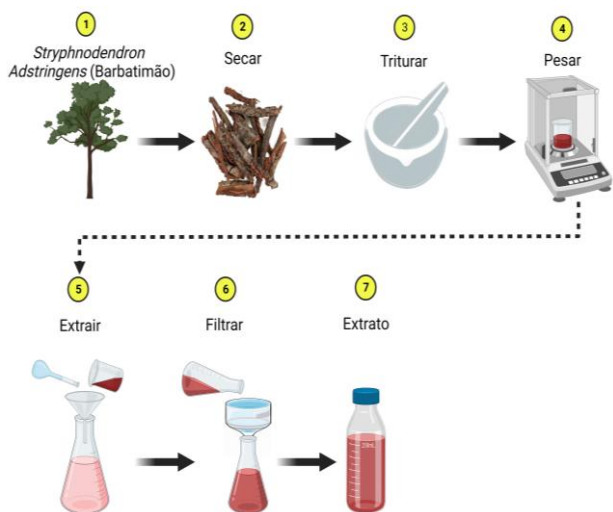 1
Stryphnodendron
Adstringens (Barbatimão)
2
Secar
3
Triturar
4
Pesar
5
Extrair
6
Filtrar
7
Extrato